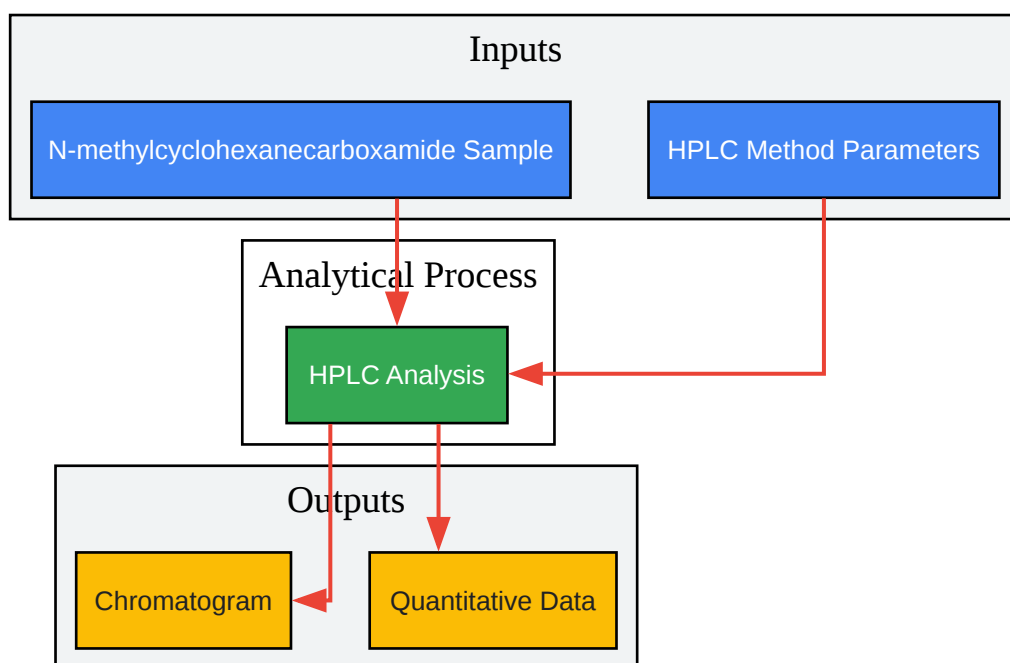 Inputs
N-methylcyclohexanecarboxamide Sample
HPLC Method Parameters
Analytical Process
HPLC Analysis
Outputs
Chromatogram
Quantitative Data